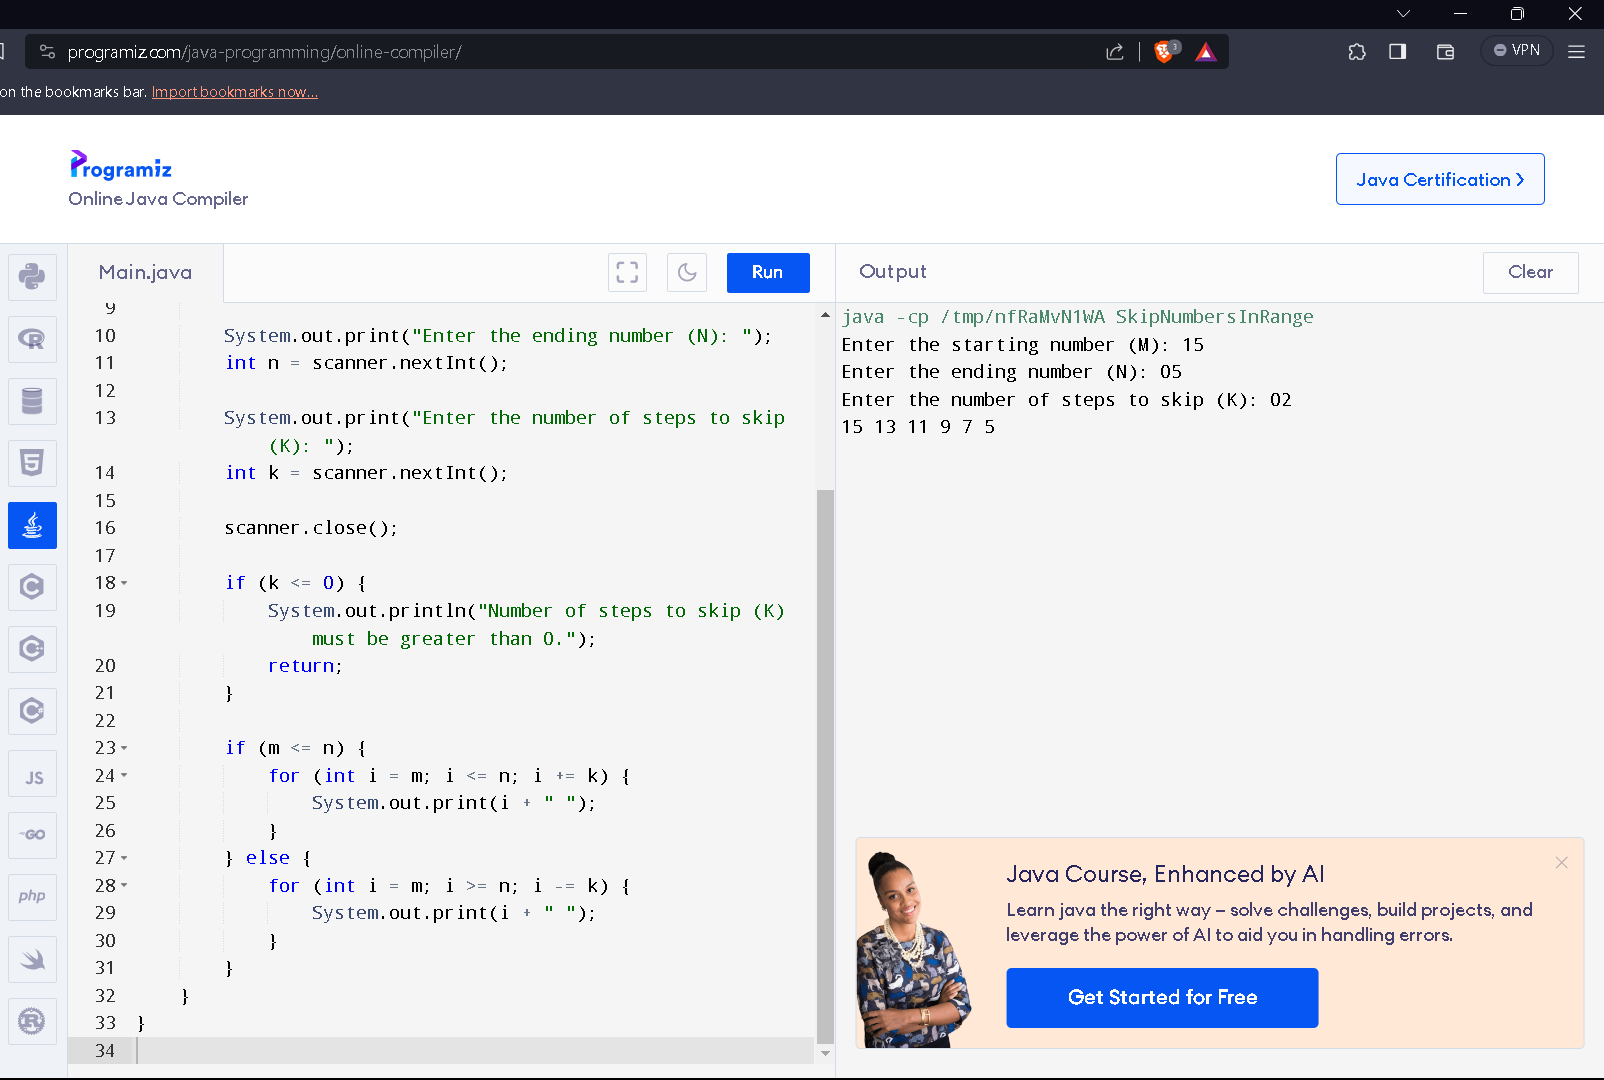 programiz.com/java-programming/online-compiler/
3
VPN
on the bookmarks bar. Import bookmarks now...
Programiz
Online Java Compiler
Java Certification
Main.java
Run
Output
Clear
9
10 System.out.print("Enter the ending number (N): ");
11 int n = scanner.nextInt();
12
13 System.out.print("Enter the number of steps to skip
(K): ");
14 int k = scanner.nextInt();
15
16 scanner.close();
17
18 if (k <= 0) {
19 System.out.println("Number of steps to skip (K)
must be greater than 0.");
20 return;
21 }
22
23 if (m <= n) {
24 for (int i = m; i <= n; i += k) {
25 System.out.print(i + " ");
26 }
27 } else {
28 for (int i = m; i >= n; i -= k) {
29 System.out.print(i + " ");
30 }
31 }
32 }
33 }
34
java -cp /tmp/nfRaMvN1WA SkipNumbersInRange
Enter the starting number (M): 15
Enter the ending number (N): 05
Enter the number of steps to skip (K): 02
15 13 11 9 7 5
R
5
C
C
C
JS
GO
php
R
Java Course, Enhanced by AI
Learn java the right way – solve challenges, build projects, and
leverage the power of AI to aid you in handling errors.
Get Started for Free